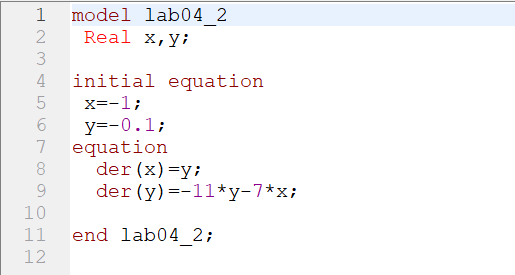 1 model lab04_2
2 Real x,y;
3
4 initial equation
5 x=-1;
6 y=-0.1;
7 equation
8 der(x)=y;
9 der(y)=-11*y-7*x;
10
11 end lab04_2;
12